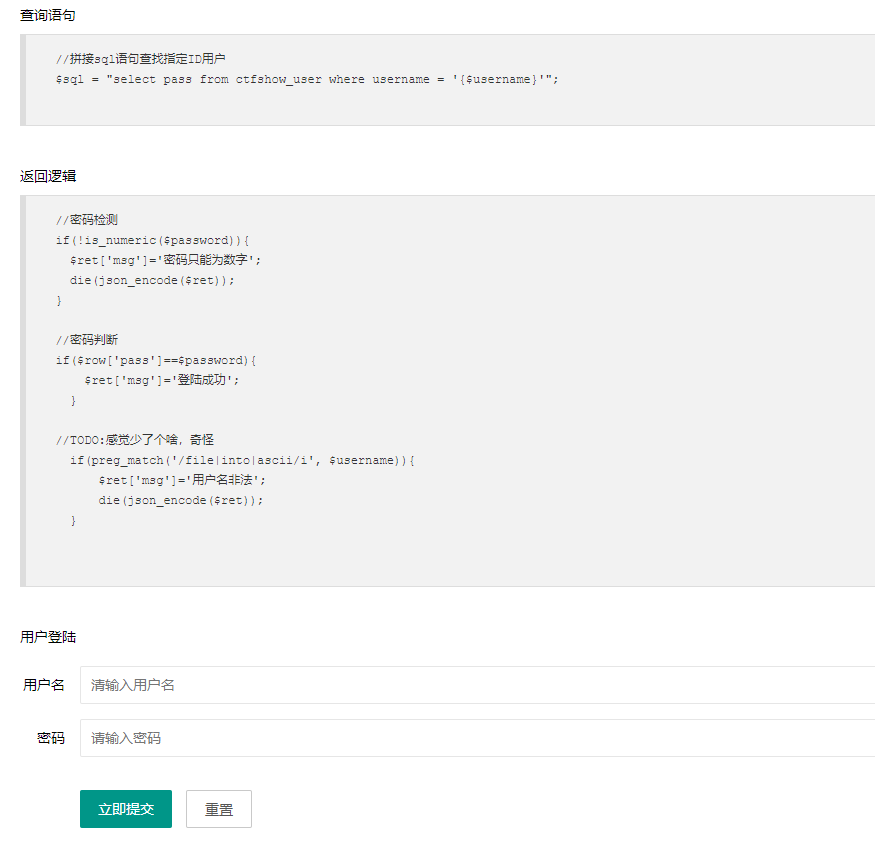 查询语句
//拼接sql语句查找指定ID用户
$sql = "select pass from ctfshow_user where username = '{$username}'";
返回逻辑
//密码检测
if(!is_numeric($password)){
$ret['msg']='密码只能为数字';
die(json_encode($ret));
}
//密码判断
if($row['pass']==$password){
$ret['msg']='登陆成功';
}
//TODO:感觉少了个啥，奇怪
if(preg_match('/file|into|ascii/i', $username)){
$ret['msg']='用户名非法';
die(json_encode($ret));
}
用户登陆
用户名 请输入用户名
密码 请输入密码
立即提交 重置